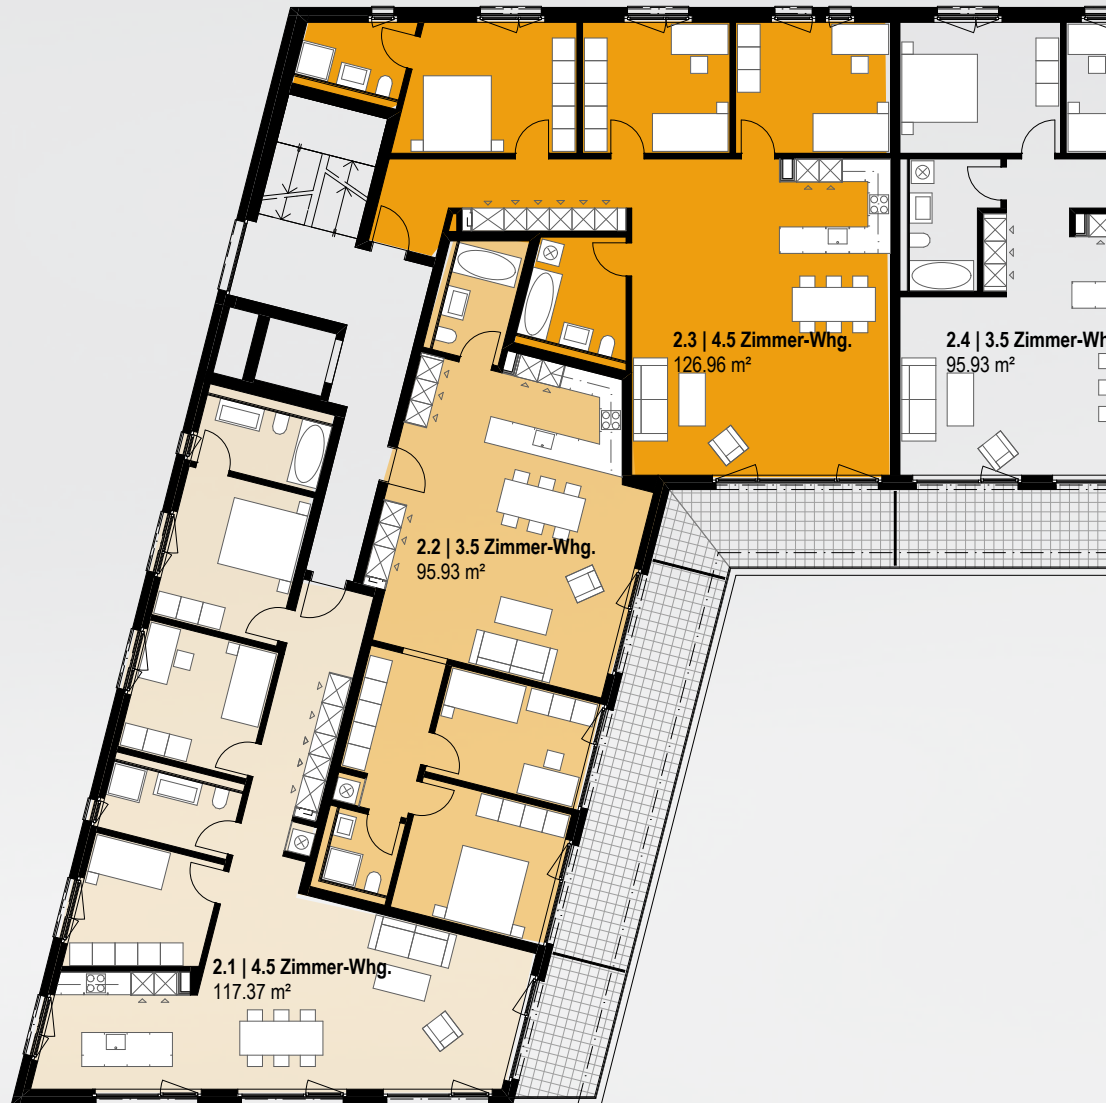 2.3 | 4.5 Zimmer-Whg.
126.96 m²
2.4 | 3.5 Zimmer-Wh
95.93 m²
2.2 | 3.5 Zimmer-Whg.
95.93 m²
2.1 | 4.5 Zimmer-Whg.
117.37 m²